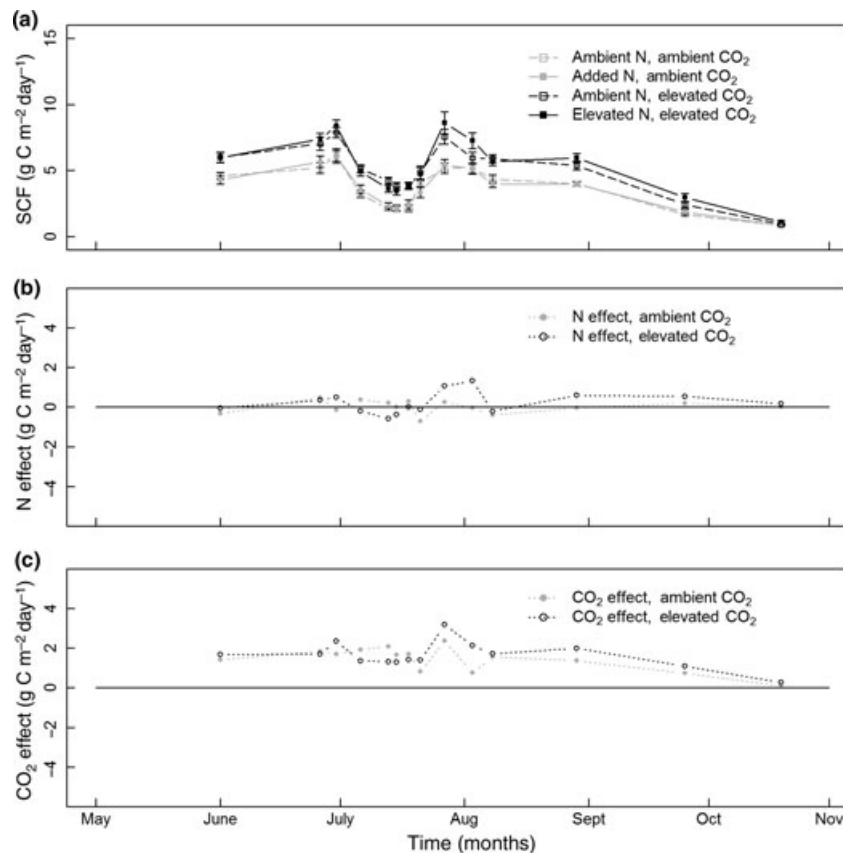 (a)
15
10
5
0
SCF (g C m⁻² day⁻¹)
Ambient N, ambient CO₂
Added N, ambient CO₂
Ambient N, elevated CO₂
Elevated N, elevated CO₂
(b)
4
2
0
−2
−4
N effect (g C m⁻² day⁻¹)
N effect, ambient CO₂
N effect, elevated CO₂
(c)
4
2
0
−2
−4
CO₂ effect (g C m⁻² day⁻¹)
CO₂ effect, ambient CO₂
CO₂ effect, elevated CO₂
May June July Aug Sept Oct Nov
Time (months)